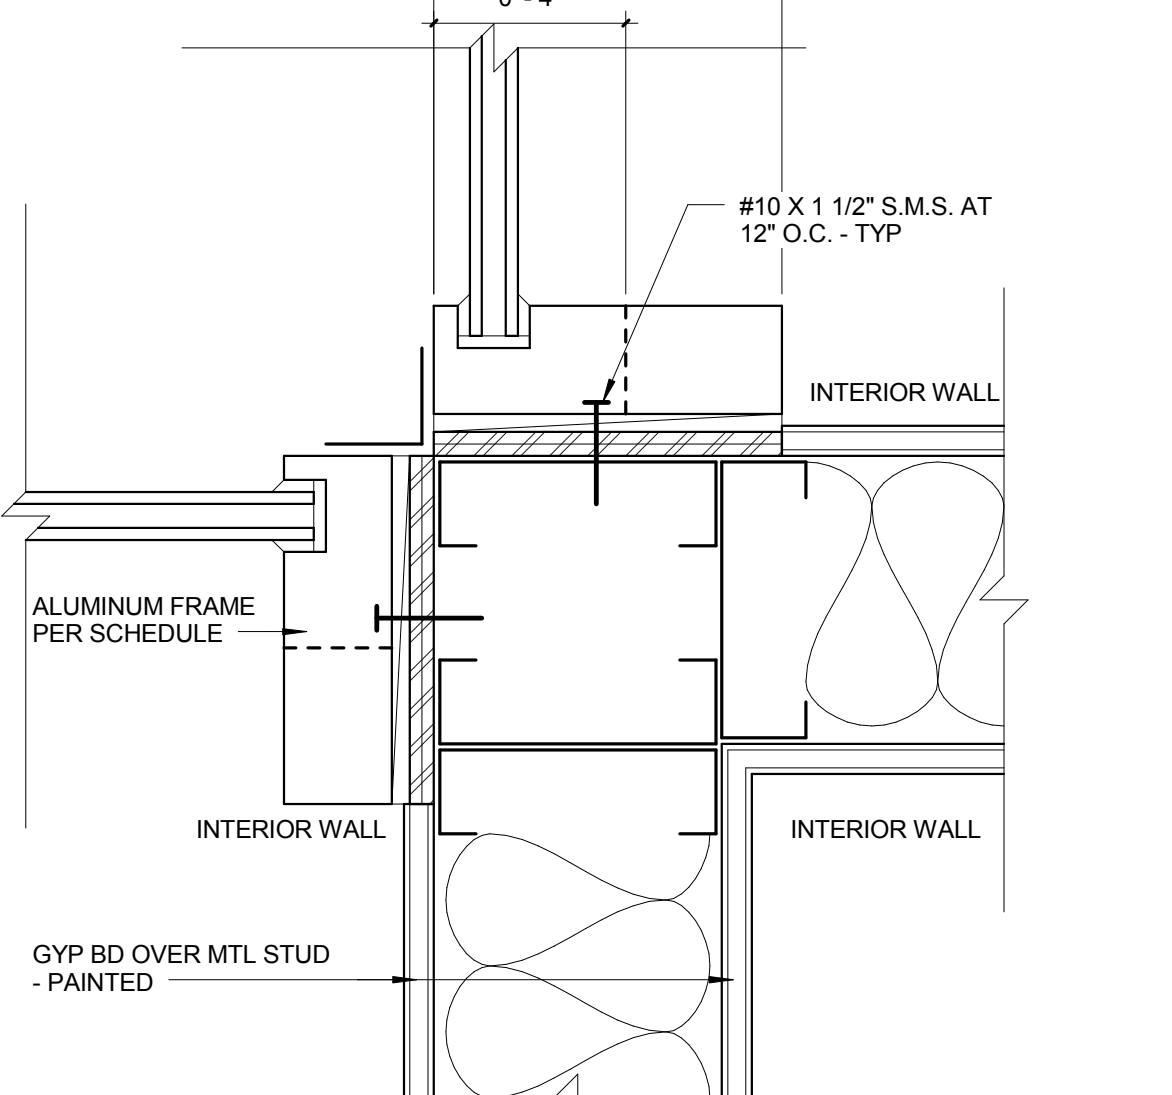 #10 X 1 1/2" S.M.S. AT
12" O.C. - TYP
INTERIOR WALL
ALUMINUM FRAME
PER SCHEDULE
INTERIOR WALL
INTERIOR WALL
GYP BD OVER MTL STUD
- PAINTED